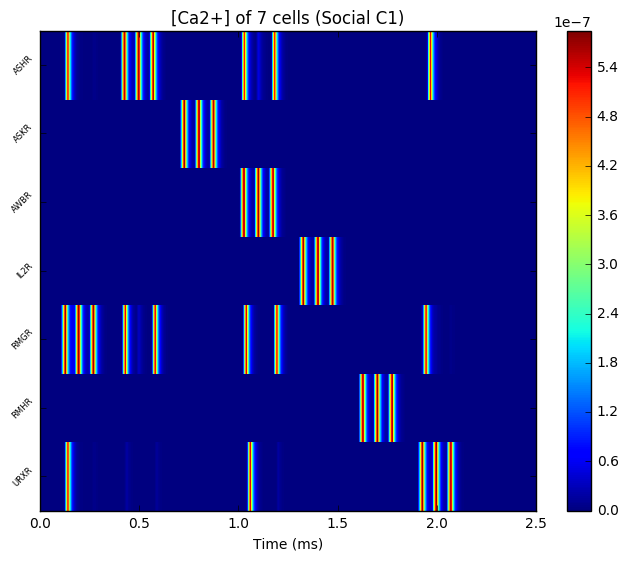 [Ca2+] of 7 cells (Social C1)
1e−7
ASHR
ASKR
AWBR
IL2R
RMGR
RMHR
URXR
0.0 0.5 1.0 1.5 2.0 2.5
Time (ms)
5.4
4.8
4.2
3.6
3.0
2.4
1.8
1.2
0.6
0.0